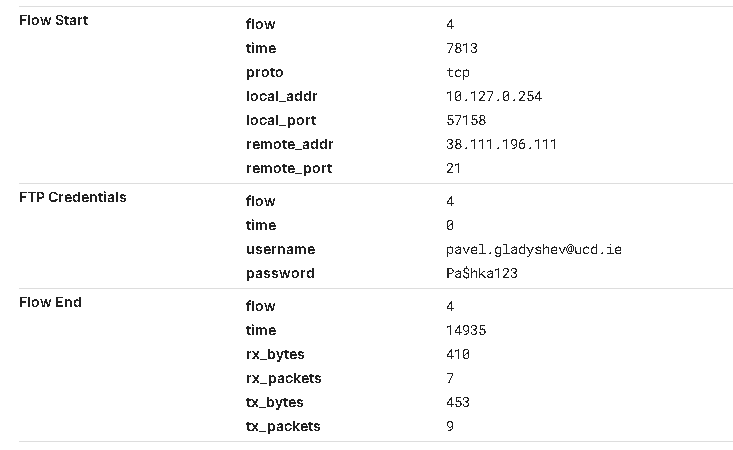 Flow Start flow 4
time 7813
proto tcp
local_addr 10.127.0.254
local_port 57158
remote_addr 38.111.196.111
remote_port 21
FTP Credentials flow 4
time 0
username pavel.gladyshev@ucd.ie
password Pa$hka123
Flow End flow 4
time 14935
rx_bytes 410
rx_packets 7
tx_bytes 453
tx_packets 9